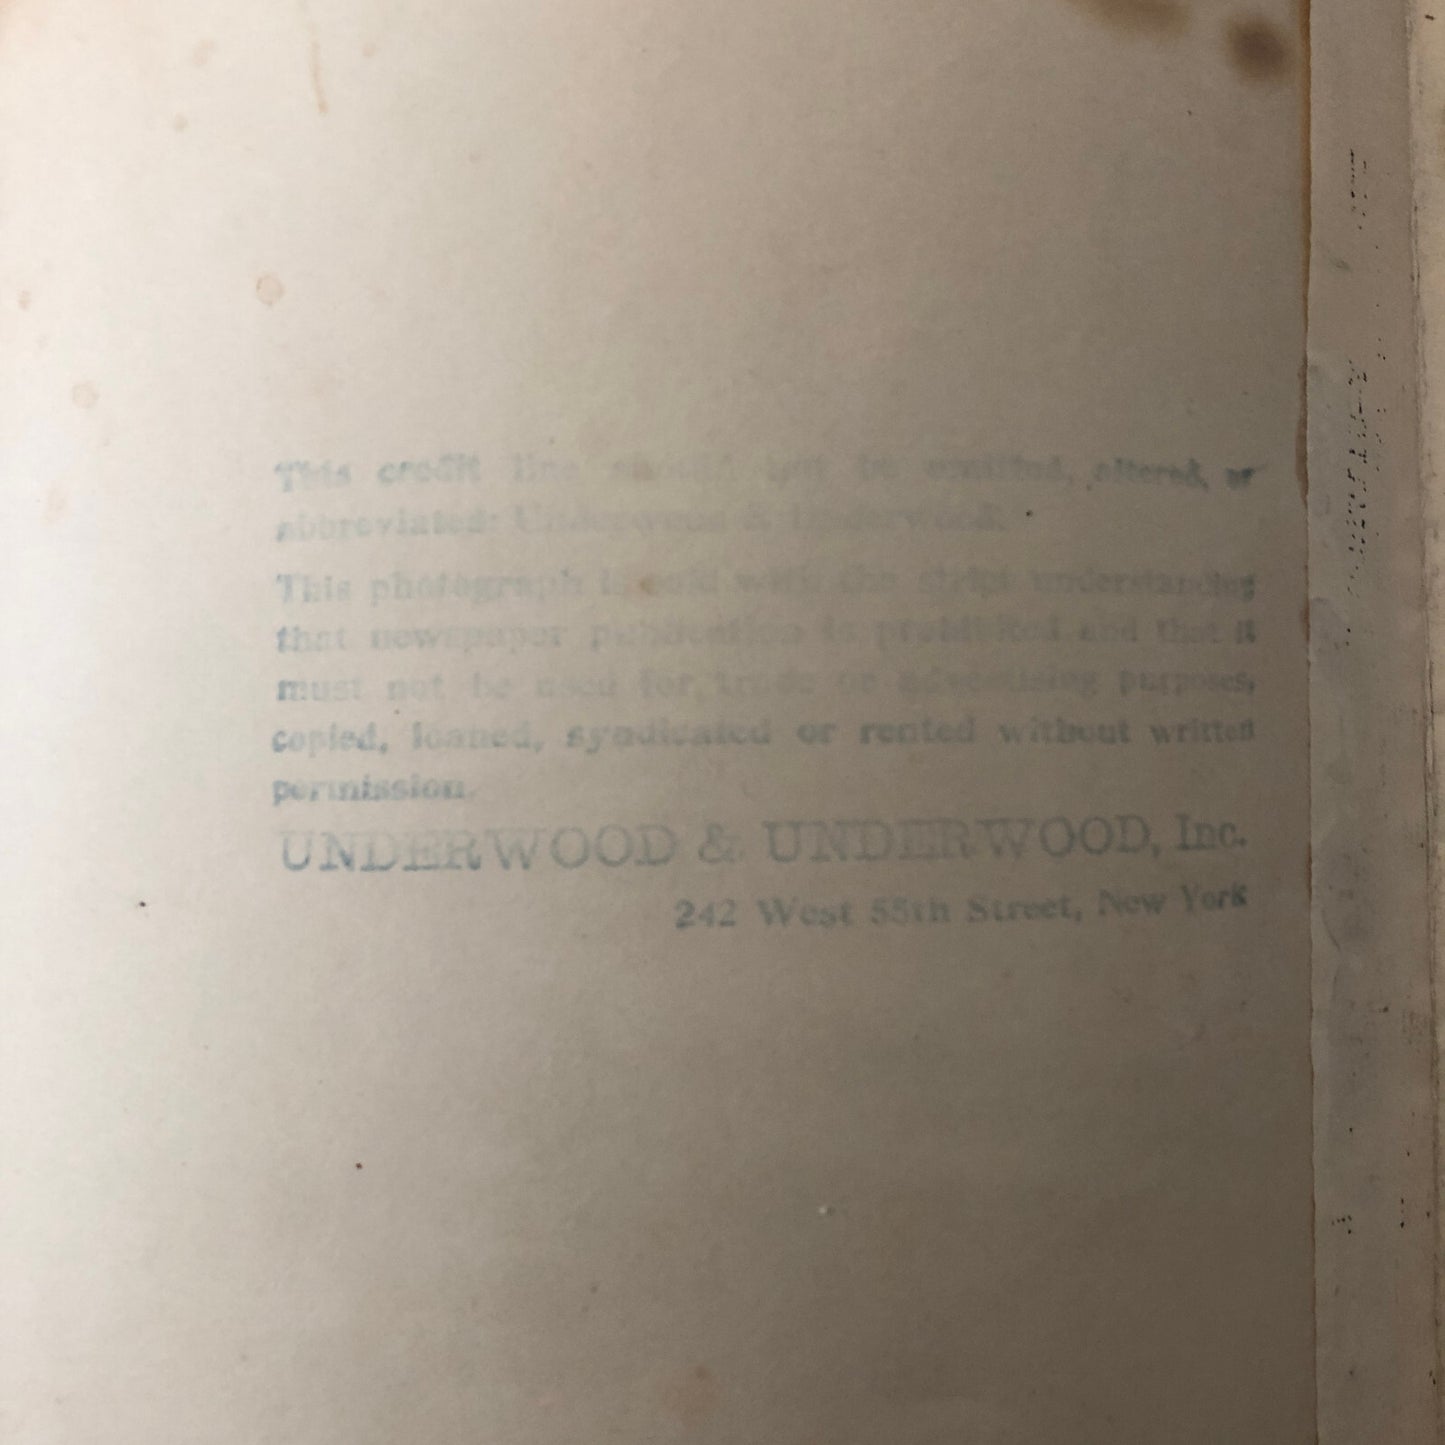 This credit line should not be omitted, altered, or
abbreviated: Underwood & Underwood.
This photograph is sold with the strict understanding
that newspaper publication is prohibited and that it
must not be used for trade or advertising purposes,
copied, loaned, syndicated or rented without written
permission.
UNDERWOOD & UNDERWOOD, Inc.
242 West 55th Street, New York